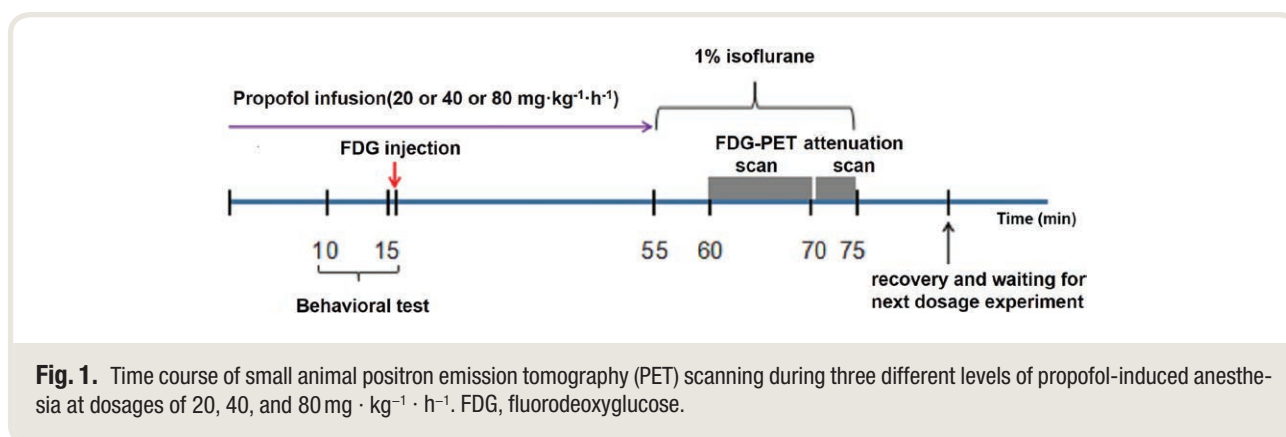 1% isoflurane
Propofol infusion(20 or 40 or 80 mg·kg⁻¹·h⁻¹)
FDG injection
FDG-PET attenuation
scan scan
Time (min)
10 15 55 60 70 75
Behavioral test
recovery and waiting for
next dosage experiment
Fig. 1. Time course of small animal positron emission tomography (PET) scanning during three different levels of propofol-induced anesthe-
sia at dosages of 20, 40, and 80 mg · kg⁻¹ · h⁻¹. FDG, fluorodeoxyglucose.